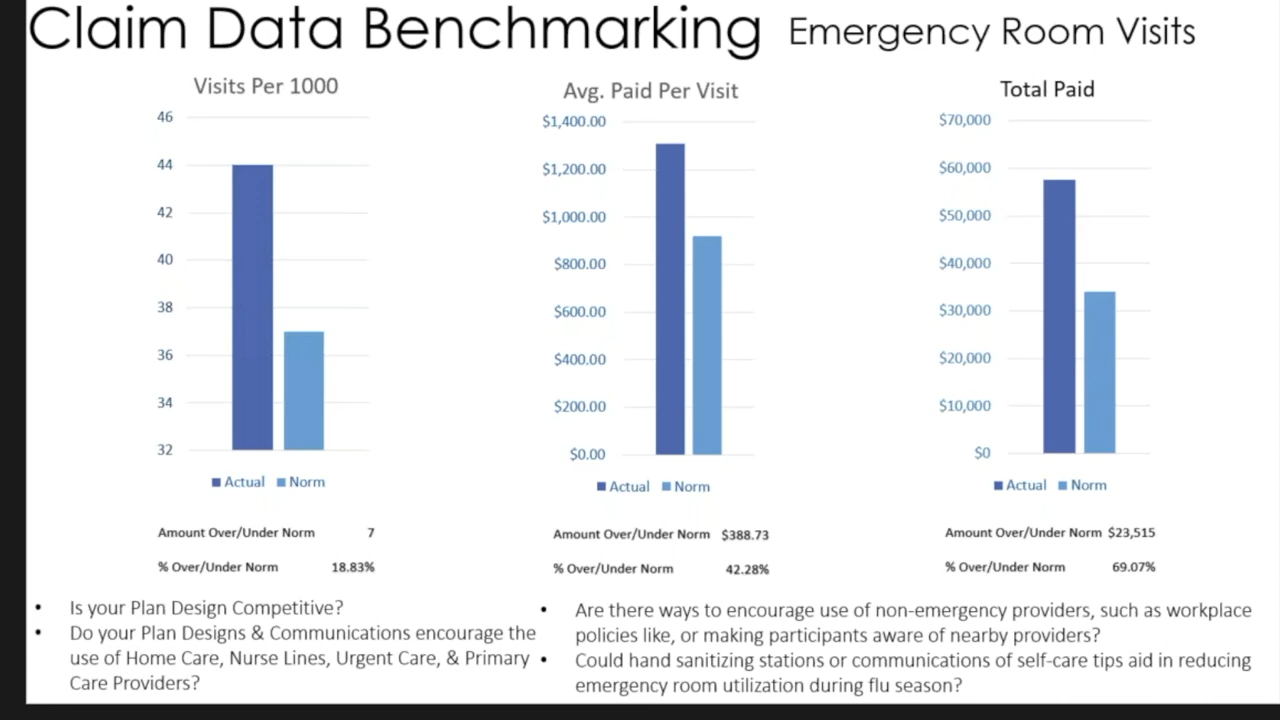 Claim Data Benchmarking Emergency Room Visits
Visits Per 1000
46
44
42
40
38
36
34
32
Actual Norm
Amount Over/Under Norm 7
% Over/Under Norm 18.83%
Avg. Paid Per Visit
$1,400.00
$1,200.00
$1,000.00
$800.00
$600.00
$400.00
$200.00
$0.00
Actual Norm
Amount Over/Under Norm $388.73
% Over/Under Norm 42.28%
Total Paid
$70,000
$60,000
$50,000
$40,000
$30,000
$20,000
$10,000
$0
Actual Norm
Amount Over/Under Norm $23,515
% Over/Under Norm 69.07%
• Is your Plan Design Competitive?
• Do your Plan Designs & Communications encourage the
use of Home Care, Nurse Lines, Urgent Care, & Primary
Care Providers?
• Are there ways to encourage use of non-emergency providers, such as workplace
policies like, or making participants aware of nearby providers?
• Could hand sanitizing stations or communications of self-care tips aid in reducing
emergency room utilization during flu season?